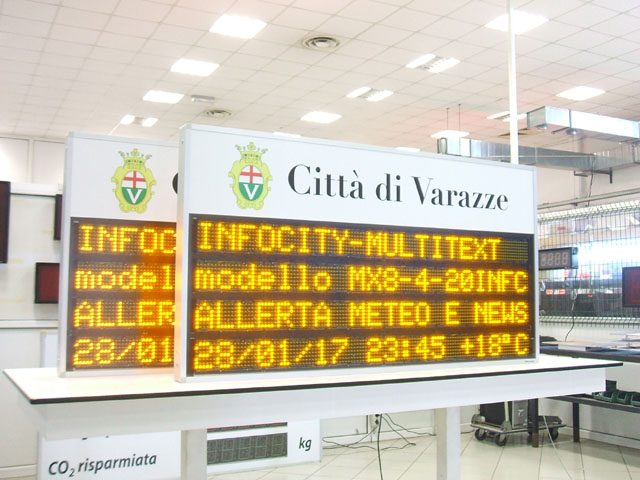 Città di Varazze
INFOCITY-MULTITEXT
modello MX8-4-20INFC
ALLERTA METEO E NEWS
28/01/17 23:45 +18°C
INFOC
model
ALLER
28/01
CO2 risparmiata
kg